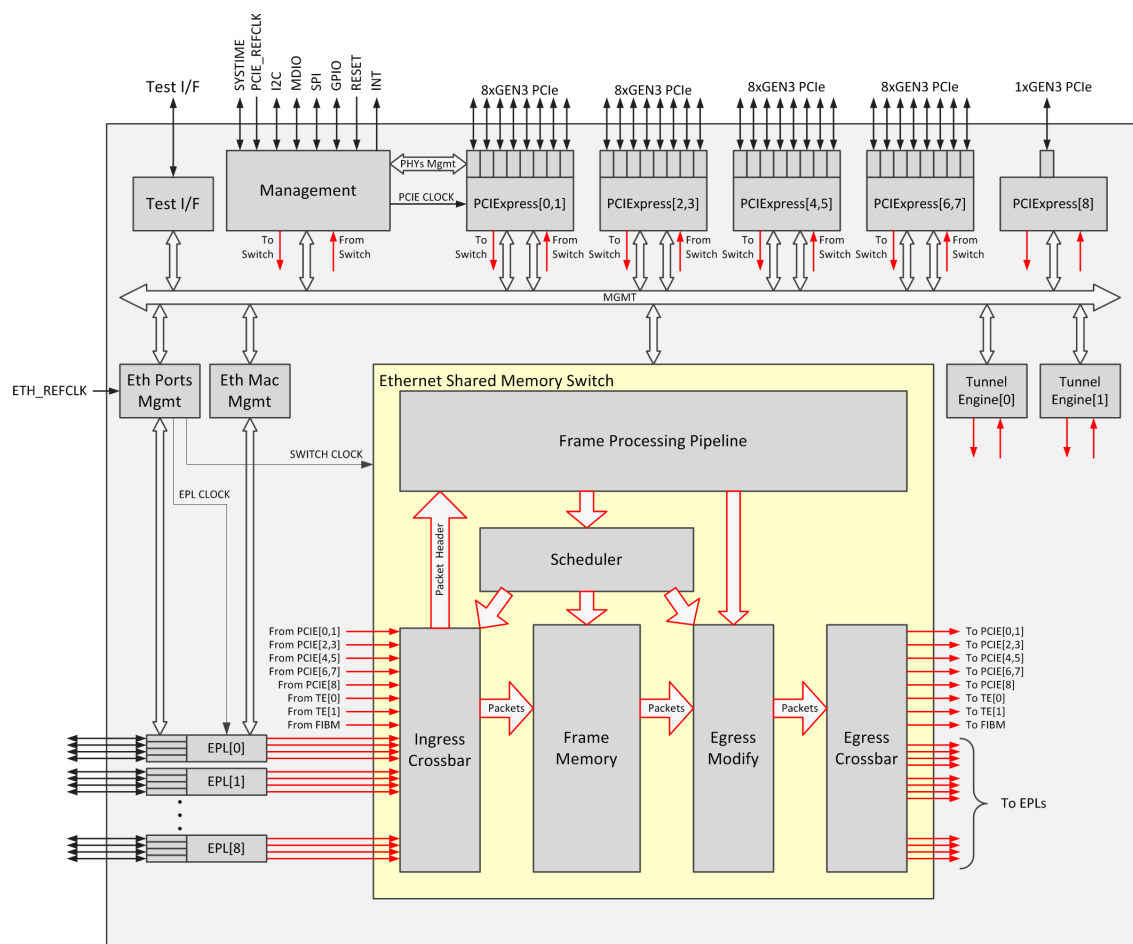 SYSTIME
PCIE_REFCLK
I2C
MDIO
SPI
GPIO
RESET
INT
Test I/F
8xGEN3 PCIe
8xGEN3 PCIe
8xGEN3 PCIe
8xGEN3 PCIe
1xGEN3 PCIe
Test I/F
Management
PHYs Mgmt
PCIE CLOCK
PCIExpress[0,1]
PCIExpress[2,3]
PCIExpress[4,5]
PCIExpress[6,7]
PCIExpress[8]
To
Switch
From
Switch
To
Switch
From
Switch
To
Switch
From
Switch
To
Switch
From
Switch
To
Switch
From
Switch
MGMT
ETH_REFCLK
Eth Ports
Mgmt
Eth Mac
Mgmt
Ethernet Shared Memory Switch
Tunnel
Engine[0]
Tunnel
Engine[1]
Frame Processing Pipeline
SWITCH CLOCK
EPL CLOCK
Packet Header
Scheduler
From PCIE[0,1]
From PCIE[2,3]
From PCIE[4,5]
From PCIE[6,7]
From PCIE[8]
From TE[0]
From TE[1]
From FIBM
Ingress
Crossbar
Packets
Frame
Memory
Packets
Egress
Modify
Packets
Egress
Crossbar
To PCIE[0,1]
To PCIE[2,3]
To PCIE[4,5]
To PCIE[6,7]
To PCIE[8]
To TE[0]
To TE[1]
To FIBM
EPL[0]
EPL[1]
EPL[8]
To EPLs